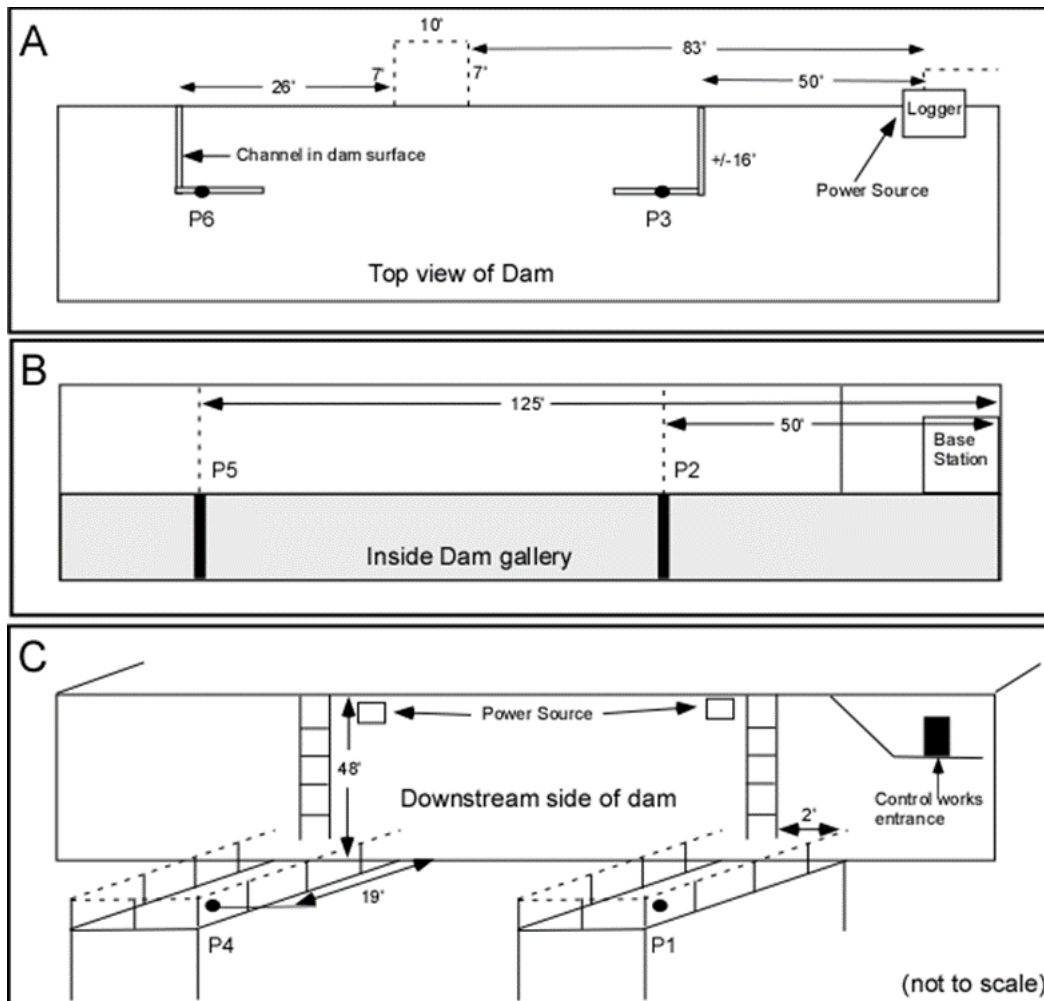 A
10'
83'
7'
7'
26'
50'
Logger
Channel in dam surface
+/-16'
Power Source
P6
P3
Top view of Dam
B
125'
50'
Base
Station
P5
P2
Inside Dam gallery
C
Power Source
48'
Downstream side of dam
Control works
entrance
2'
19'
P4
P1
(not to scale)